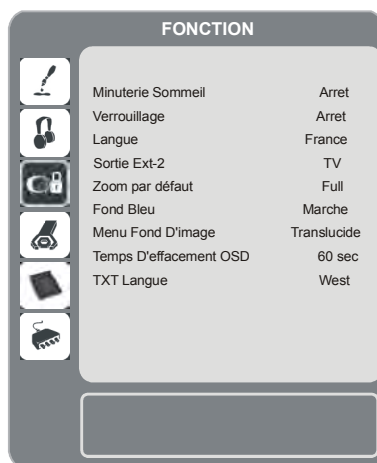 FONCTION
Minuterie Sommeil Arret
Verrouillage Arret
Langue France
Sortie Ext-2 TV
Zoom par défaut Full
Fond Bleu Marche
Menu Fond D'image Translucide
Temps D'effacement OSD 60 sec
TXT Langue West